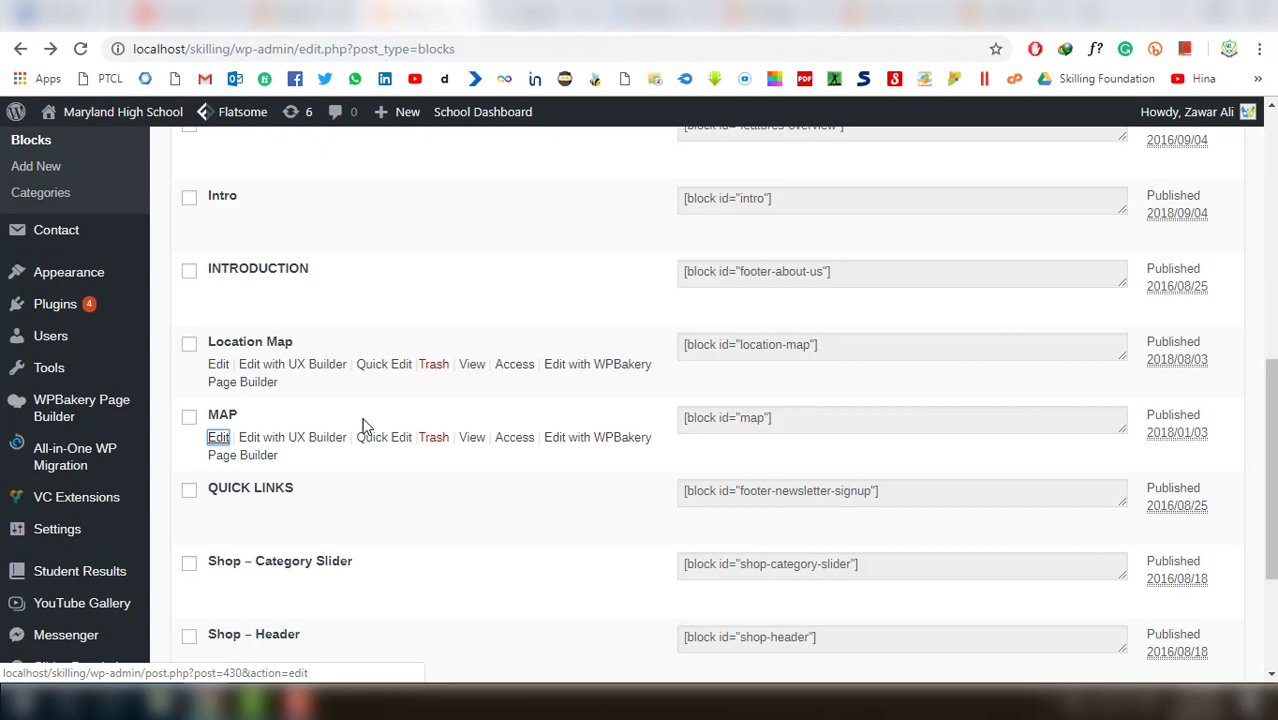 localhost/skilling/wp-admin/edit.php?post_type=blocks
Apps PTCL Skilling Foundation Hina »
Maryland High School Flatsome 6 0 New School Dashboard Howdy, Zawar Ali
Blocks
Add New
Categories
Contact
Appearance
Plugins 4
Users
Tools
WPBakery Page
Builder
All-in-One WP
Migration
VC Extensions
Settings
Student Results
YouTube Gallery
Messenger
[block id="features-overview"]
2016/09/04
Intro [block id="intro"] Published
2018/09/04
INTRODUCTION [block id="footer-about-us"] Published
2016/08/25
Location Map [block id="location-map"] Published
2018/08/03
Edit | Edit with UX Builder | Quick Edit | Trash | View | Access | Edit with WPBakery
Page Builder
MAP [block id="map"] Published
2018/01/03
Edit | Edit with UX Builder | Quick Edit | Trash | View | Access | Edit with WPBakery
Page Builder
QUICK LINKS [block id="footer-newsletter-signup"] Published
2016/08/25
Shop – Category Slider [block id="shop-category-slider"] Published
2016/08/18
Shop – Header [block id="shop-header"] Published
2016/08/18
localhost/skilling/wp-admin/post.php?post=430&action=edit